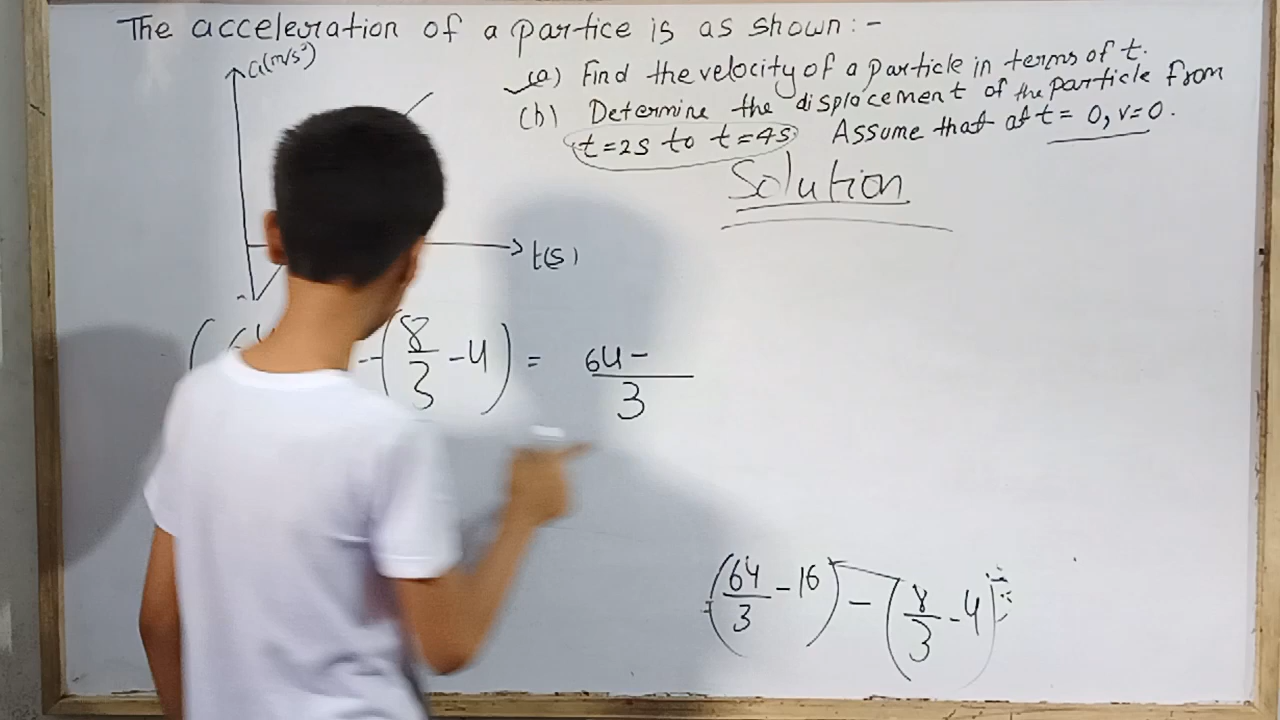 The acceleration of a partice is as shown:-
a(m/s²)
(a) Find the velocity of a particle in terms of t.
(b) Determine the displacement of the particle from
t=2s to t=4s. Assume that at t=0, v=0.
Solution
t(s)
( - (8/3 - 4) = 64 - / 3
(64/3 - 16) - (8/3 - 4)